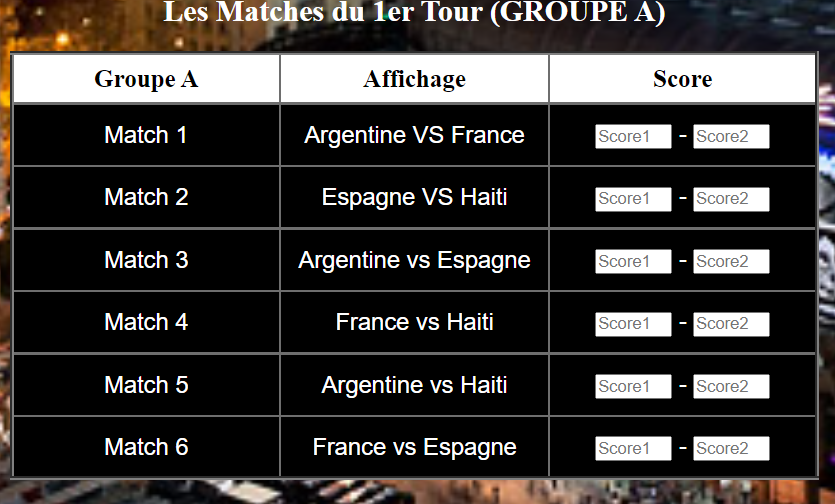 Les Matches du 1er Tour (GROUPE A)
Groupe A Affichage Score
Match 1 Argentine VS France Score1 - Score2
Match 2 Espagne VS Haiti Score1 - Score2
Match 3 Argentine vs Espagne Score1 - Score2
Match 4 France vs Haiti Score1 - Score2
Match 5 Argentine vs Haiti Score1 - Score2
Match 6 France vs Espagne Score1 - Score2